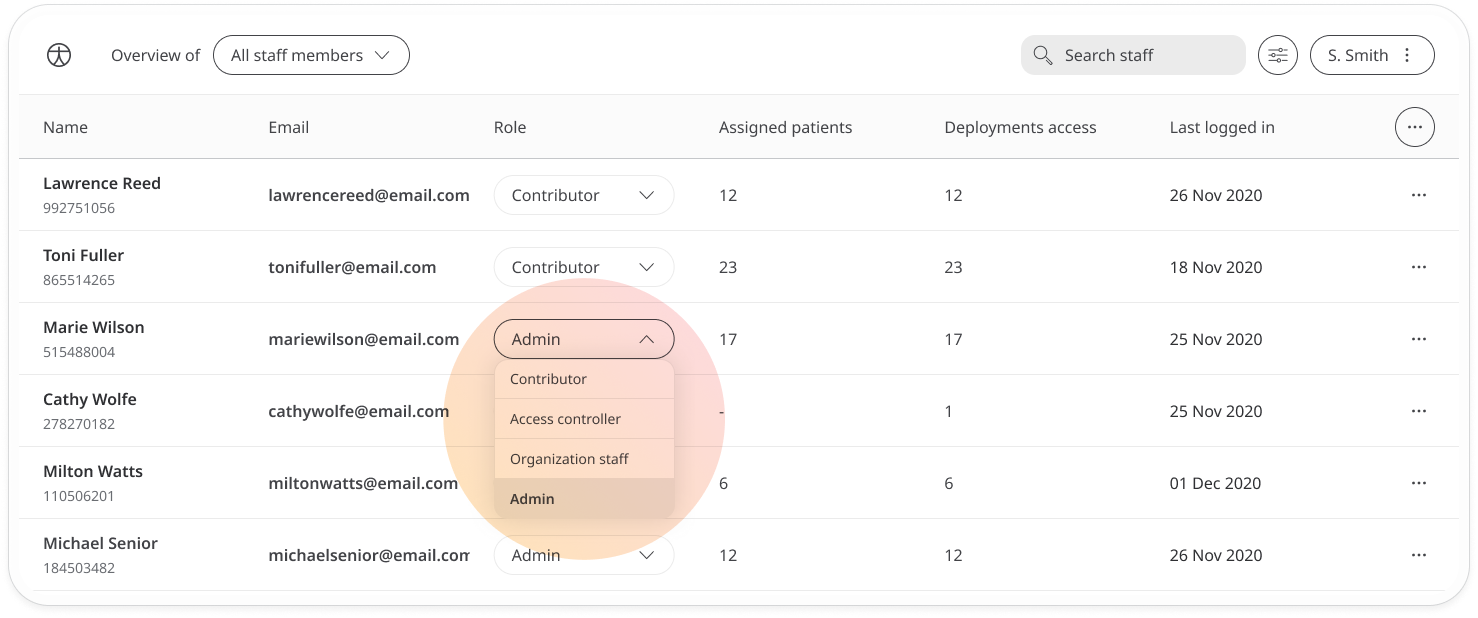 Overview of All staff members Search staff S. Smith
Name Email Role Assigned patients Deployments access Last logged in
Lawrence Reed
992751056
lawrencereed@email.com Contributor 12 12 26 Nov 2020
Toni Fuller
865514265
tonifuller@email.com Contributor 23 23 18 Nov 2020
Marie Wilson
515488004
mariewilson@email.com Admin 17 17 25 Nov 2020
Contributor
Access controller
Organization staff
Admin
Cathy Wolfe
278270182
cathywolfe@email.com - 1 25 Nov 2020
Milton Watts
110506201
miltonwatts@email.com 6 6 01 Dec 2020
Michael Senior
184503482
michaelsenior@email.com Admin 12 12 26 Nov 2020